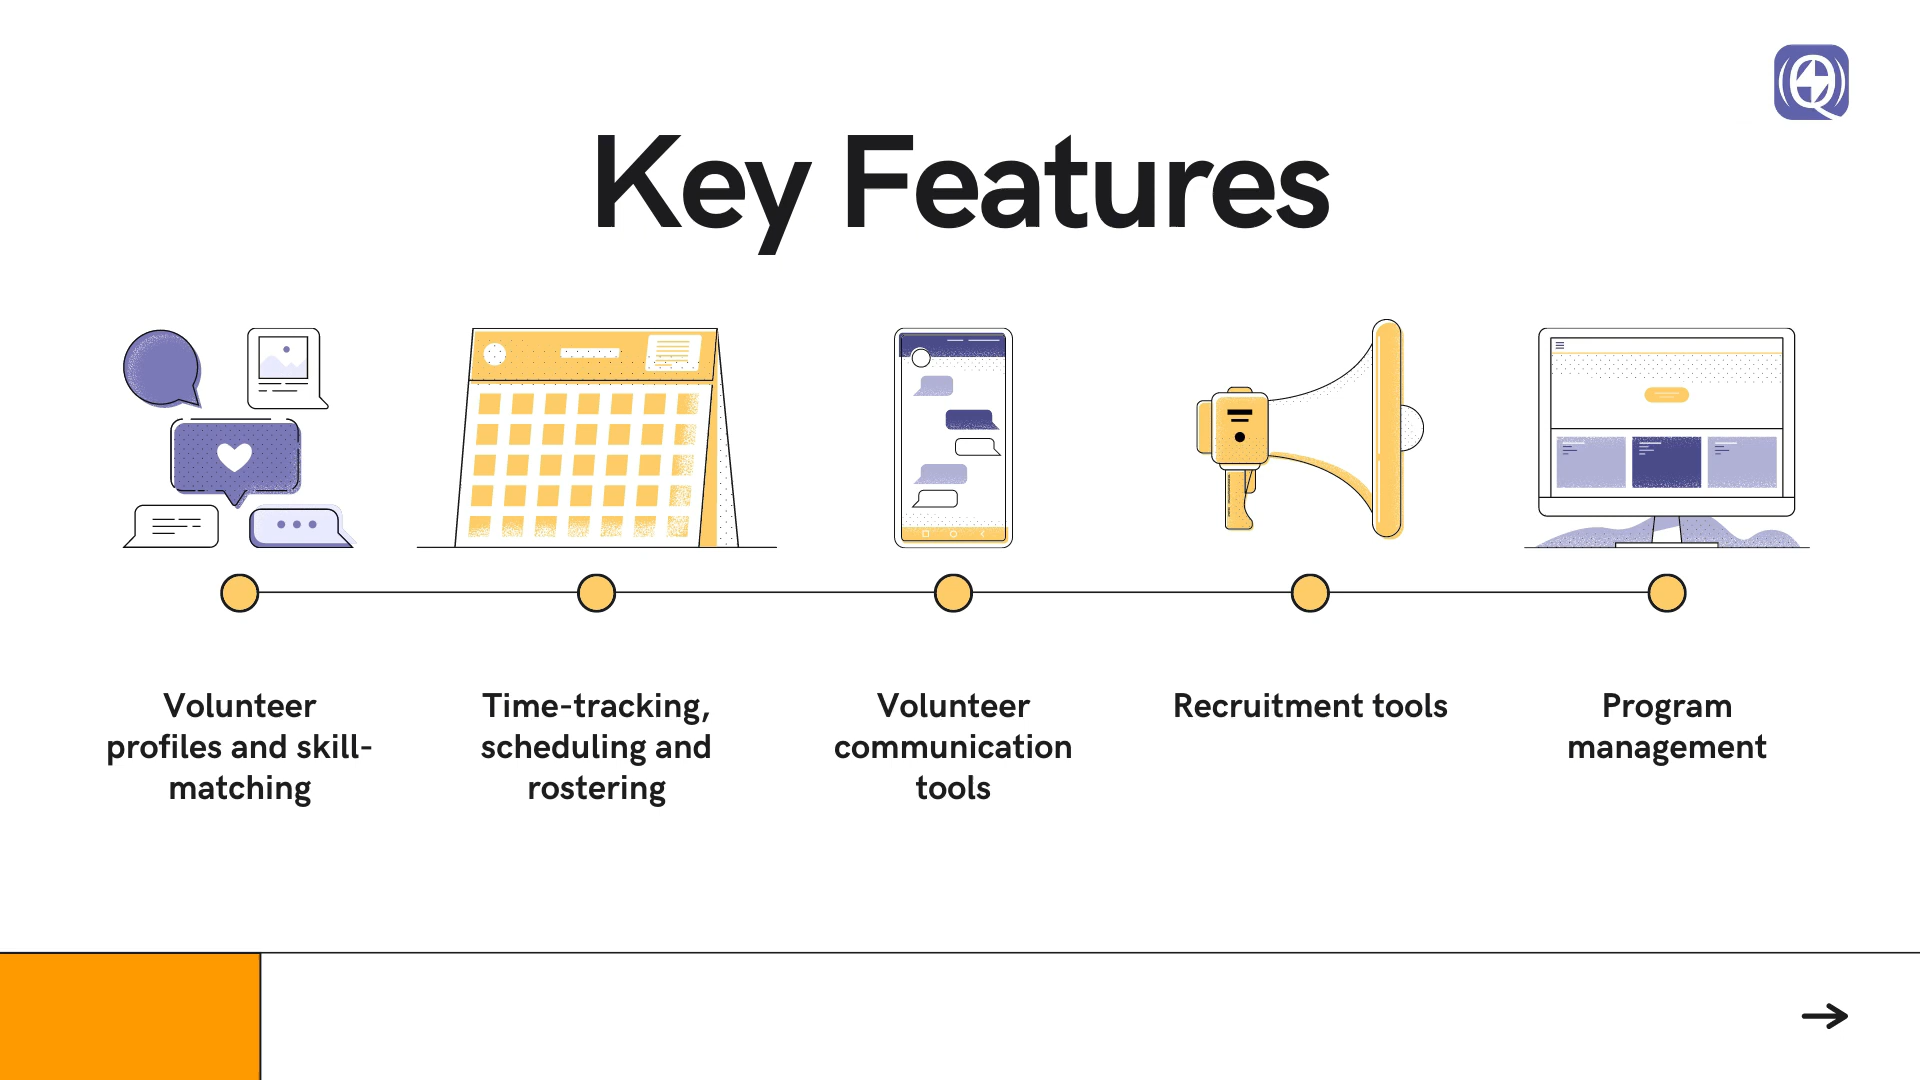 Key Features
Volunteer
profiles and skill-
matching
Time-tracking,
scheduling and
rostering
Volunteer
communication
tools
Recruitment tools
Program
management